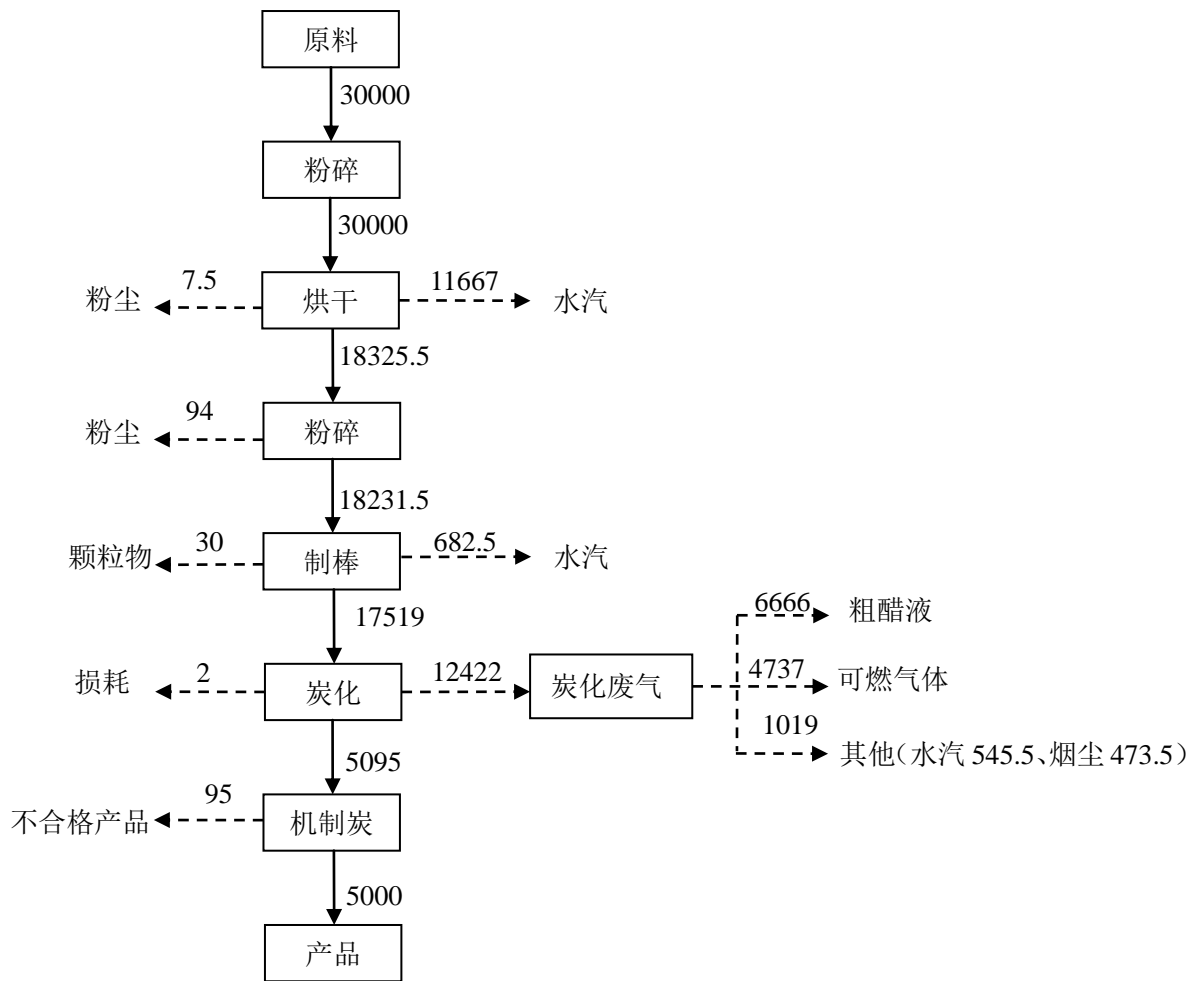 原料
30000
粉碎
30000
7.5
11667
粉尘
烘干
水汽
18325.5
94
粉尘
粉碎
18231.5
30
682.5
颗粒物
制棒
水汽
17519
6666
粗醋液
2
12422
损耗
炭化
炭化废气
4737
可燃气体
1019
其他（水汽 545.5、烟尘 473.5）
5095
95
不合格产品
机制炭
5000
产品